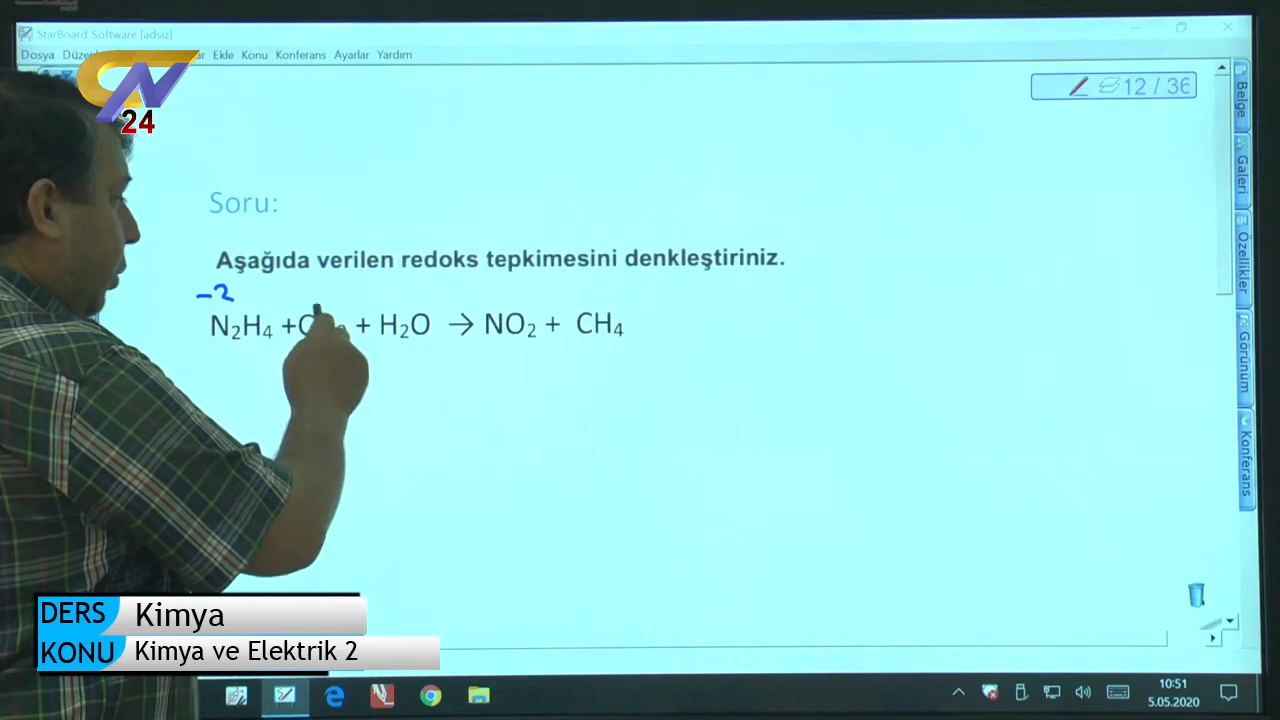 StarBoard Software [adsız]
Dosya Ekle Konu Konferans Ayarlar Yardım
CN
24
12 / 36
Belge
Galeri
Özellikler
Görünüm
Konferans
Soru:
Aşağıda verilen redoks tepkimesini denkleştiriniz.
-2
N₂H₄ + + H₂O → NO₂ + CH₄
DERS Kimya
KONU Kimya ve Elektrik 2
10:51
5.05.2020